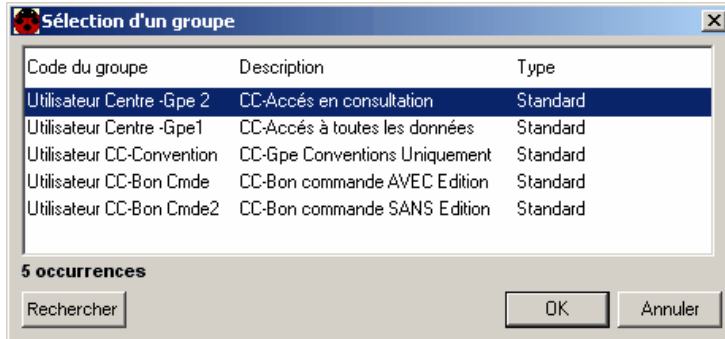 Sélection d'un groupe
Code du groupe Description Type
Utilisateur Centre -Gpe 2 CC-Accés en consultation Standard
Utilisateur Centre -Gpe1 CC-Accés à toutes les données Standard
Utilisateur CC-Convention CC-Gpe Conventions Uniquement Standard
Utilisateur CC-Bon Cmde CC-Bon commande AVEC Edition Standard
Utilisateur CC-Bon Cmde2 CC-Bon commande SANS Edition Standard
5 occurrences
Rechercher OK Annuler